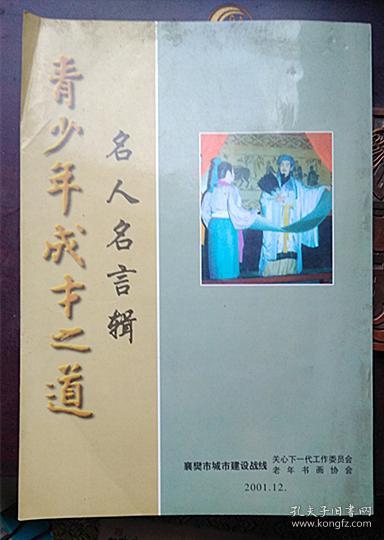 青少年成才之道
名人名言辑
襄樊市城市建设战线 关心下一代工作委员会
老年书画协会
2001.12.
孔夫子旧书网
www.kongfz.com